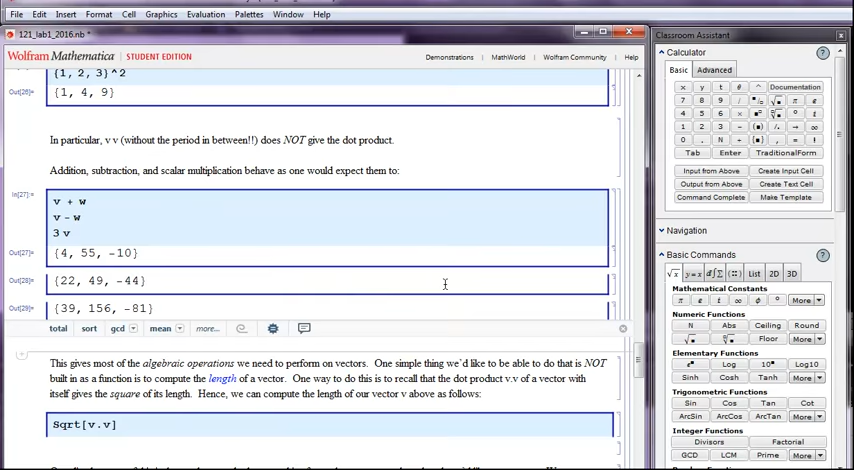 File Edit Insert Format Cell Graphics Evaluation Palettes Window Help
121_lab1_2016.nb *
Wolfram Mathematica | STUDENT EDITION
Demonstrations | MathWorld | Wolfram Community | Help
{1, 2, 3}^2
Out[26]= {1, 4, 9}
In particular, v v (without the period in between!!) does NOT give the dot product.
Addition, subtraction, and scalar multiplication behave as one would expect them to:
In[27]:= v + w
v - w
3 v
Out[27]= {4, 55, -10}
Out[28]= {22, 49, -44}
Out[29]= {39, 156, -81}
total sort gcd mean more...
This gives most of the algebraic operations we need to perform on vectors. One simple thing we'd like to be able to do that is NOT
built in as a function is to compute the length of a vector. One way to do this is to recall that the dot product v.v of a vector with
itself gives the square of its length. Hence, we can compute the length of our vector v above as follows:
Sqrt[v.v]
Classroom Assistant
Calculator
Basic Advanced
x y t θ ^ Documentation
7 8 9 /
4 5 6 ×
1 2 3 - → ∞
0 . N + , = !
Tab Enter TraditionalForm
Input from Above Create Input Cell
Output from Above Create Text Cell
Command Complete Make Template
Navigation
Basic Commands
√x y=x d∫Σ List 2D 3D
Mathematical Constants
π e i ∞ ϕ ° More
Numeric Functions
N Abs Ceiling Round
Floor More
Elementary Functions
Log Log10
Sinh Cosh Tanh More
Trigonometric Functions
Sin Cos Tan Cot
ArcSin ArcCos ArcTan More
Integer Functions
Divisors Factorial
GCD LCM Prime More